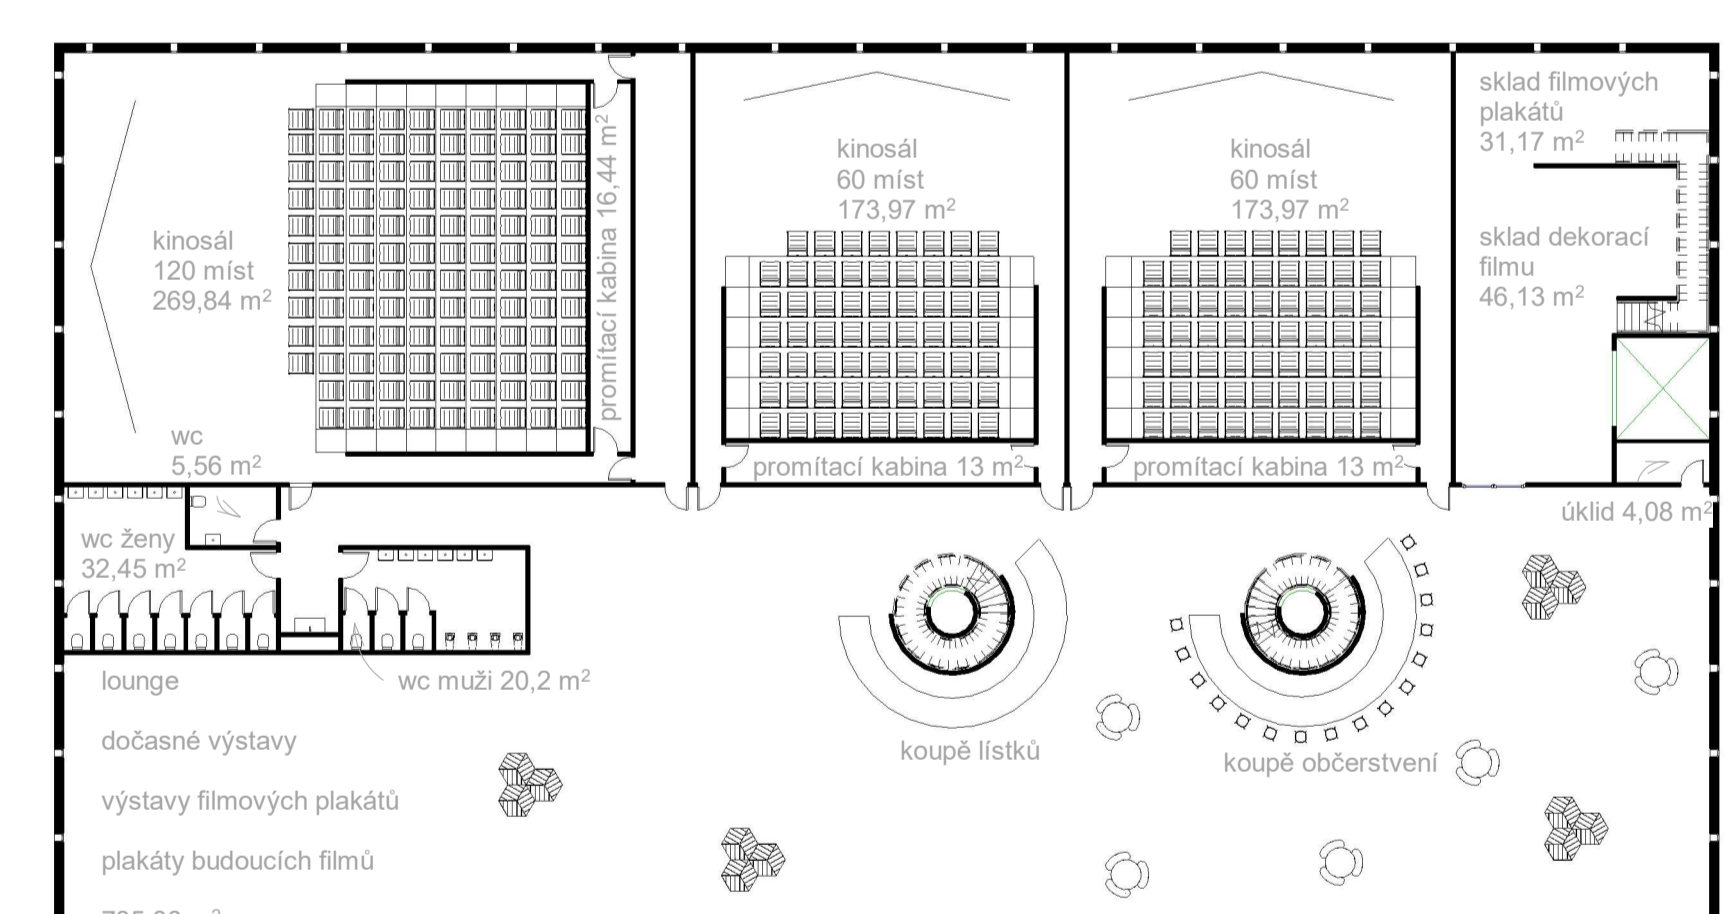 kinosál
120 míst
269,84 m²
promítací kabina 16,44 m²
kinosál
60 míst
173,97 m²
promítací kabina 13 m²
kinosál
60 míst
173,97 m²
promítací kabina 13 m²
sklad filmových
plakátů
31,17 m²
sklad dekorací
filmu
46,13 m²
úklid 4,08 m²
wc
5,56 m²
wc ženy
32,45 m²
wc muži 20,2 m²
lounge
dočasné výstavy
výstavy filmových plakátů
plakáty budoucích filmů
koupě lístků
koupě občerstvení